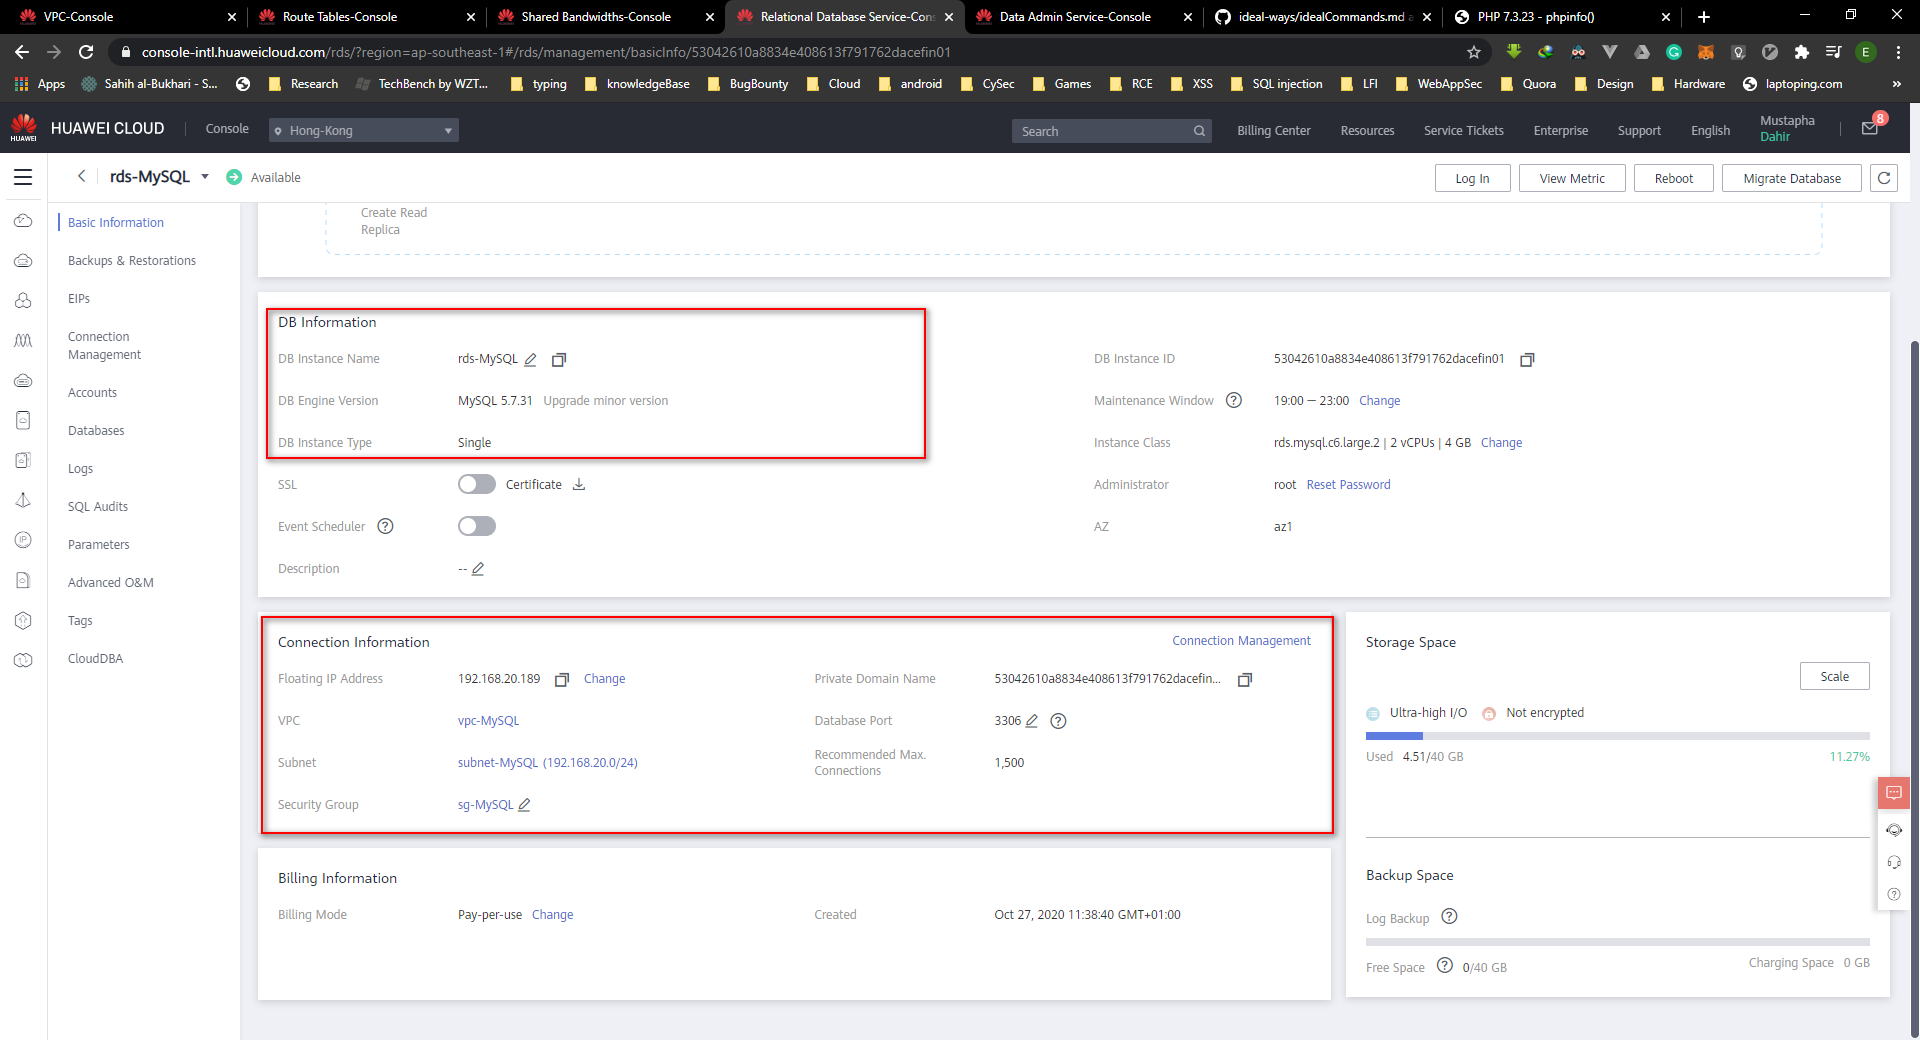 VPC-Console
Route Tables-Console
Shared Bandwidths-Console
Relational Database Service-Cons
Data Admin Service-Console
ideal-ways/idealCommands.md a
PHP 7.3.23 - phpinfo()
console-intl.huaweicloud.com/rds/?region=ap-southeast-1#/rds/management/basicInfo/53042610a8834e408613f791762dacefin01
E
Apps
Sahih al-Bukhari - S...
Research
TechBench by WZT...
typing
knowledgeBase
BugBounty
Cloud
android
CySec
Games
RCE
XSS
SQL injection
LFI
WebAppSec
Quora
Design
Hardware
laptoping.com
»
HUAWEI
HUAWEI CLOUD
Console
Hong-Kong
Search
Billing Center
Resources
Service Tickets
Enterprise
Support
English
Mustapha
Dahir
8
rds-MySQL
Available
Log In
View Metric
Reboot
Migrate Database
Basic Information
Backups & Restorations
EIPs
Connection
Management
Accounts
Databases
Logs
SQL Audits
Parameters
Advanced O&M
Tags
CloudDBA
IP
Create Read
Replica
DB Information
DB Instance Name rds-MySQL
DB Instance ID 53042610a8834e408613f791762dacefin01
DB Engine Version MySQL 5.7.31 Upgrade minor version
Maintenance Window ? 19:00 — 23:00 Change
DB Instance Type Single
Instance Class rds.mysql.c6.large.2 | 2 vCPUs | 4 GB Change
SSL Certificate
Administrator root Reset Password
Event Scheduler ?
AZ az1
Description --
Connection Information Connection Management
Floating IP Address 192.168.20.189 Change
Private Domain Name 53042610a8834e408613f791762dacefin...
VPC vpc-MySQL
Database Port 3306 ?
Subnet subnet-MySQL (192.168.20.0/24)
Recommended Max.
Connections 1,500
Security Group sg-MySQL
Storage Space
Scale
Ultra-high I/O Not encrypted
Used 4.51/40 GB 11.27%
Billing Information
Billing Mode Pay-per-use Change
Created Oct 27, 2020 11:38:40 GMT+01:00
Backup Space
Log Backup ?
Free Space ? 0/40 GB
Charging Space 0 GB